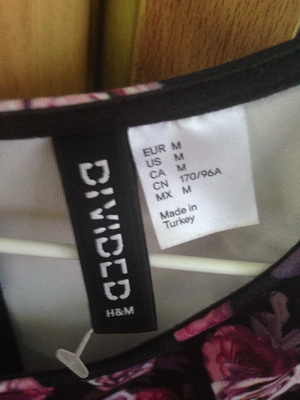 DIVIDED
H&M
EUR M
US M
CA M
CN 170/96A
MX M
Made in
Turkey